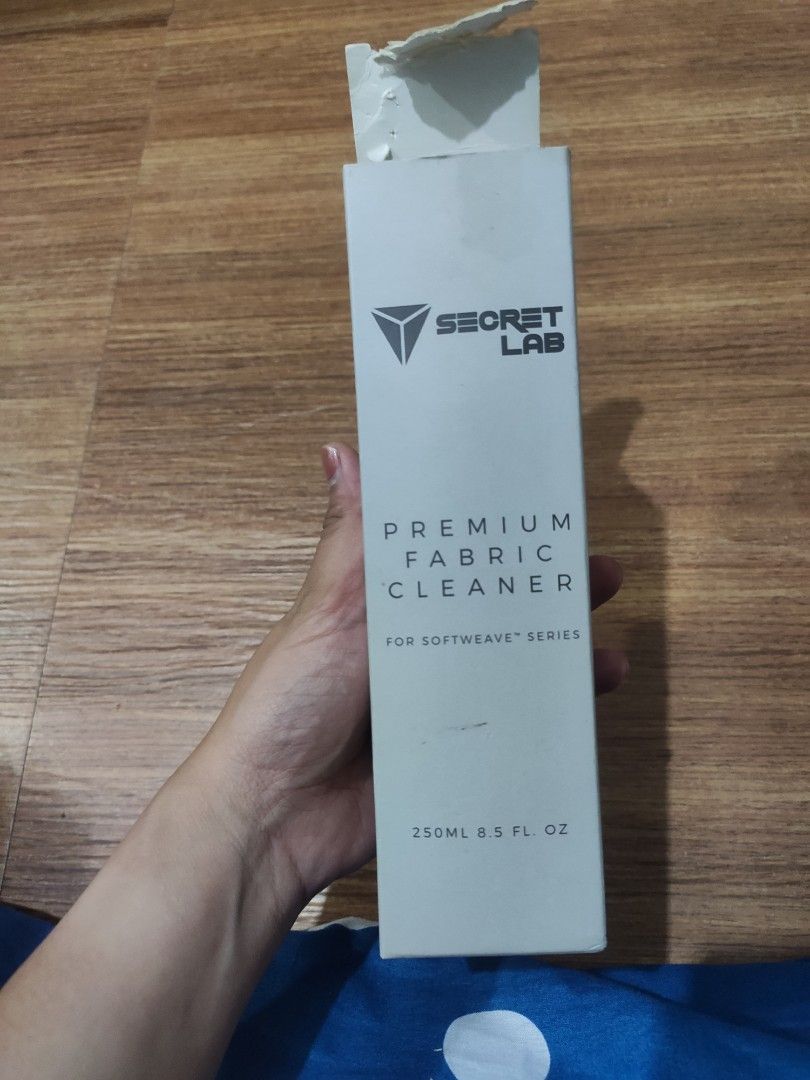 SECRET
LAB
PREMIUM
FABRIC
CLEANER
FOR SOFTWEAVE™ SERIES
250ML 8.5 FL. OZ